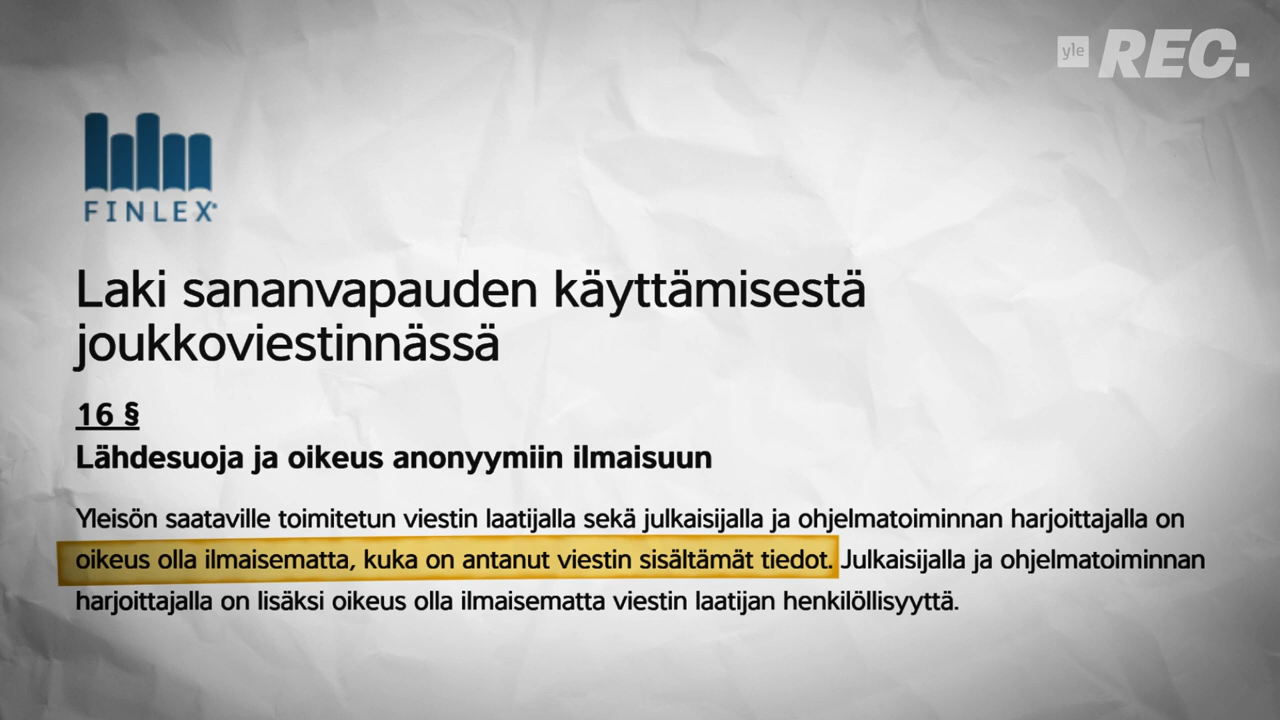 yle REC.
FINLEX®
Laki sananvapauden käyttämisestä
joukkoviestinnässä
16 §
Lähdesuoja ja oikeus anonyymiin ilmaisuun
Yleisön saataville toimitetun viestin laatijalla sekä julkaisijalla ja ohjelmatoiminnan harjoittajalla on
oikeus olla ilmaisematta, kuka on antanut viestin sisältämät tiedot. Julkaisijalla ja ohjelmatoiminnan
harjoittajalla on lisäksi oikeus olla ilmaisematta viestin laatijan henkilöllisyyttä.